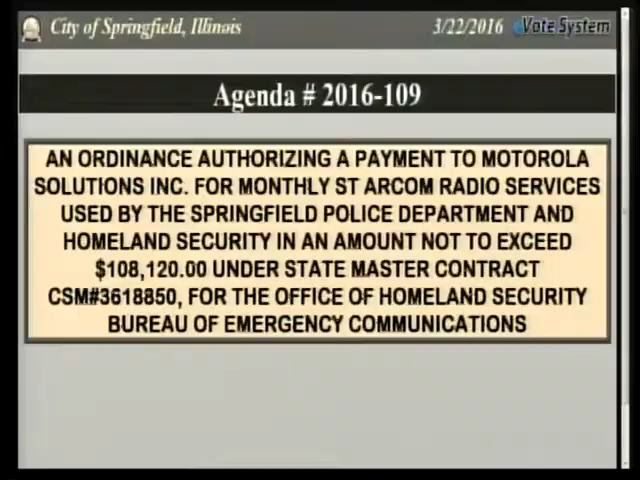 City of Springfield, Illinois 3/22/2016 eVote System
Agenda # 2016-109
AN ORDINANCE AUTHORIZING A PAYMENT TO MOTOROLA
SOLUTIONS INC. FOR MONTHLY ST ARCOM RADIO SERVICES
USED BY THE SPRINGFIELD POLICE DEPARTMENT AND
HOMELAND SECURITY IN AN AMOUNT NOT TO EXCEED
$108,120.00 UNDER STATE MASTER CONTRACT
CSM#3618850, FOR THE OFFICE OF HOMELAND SECURITY
BUREAU OF EMERGENCY COMMUNICATIONS